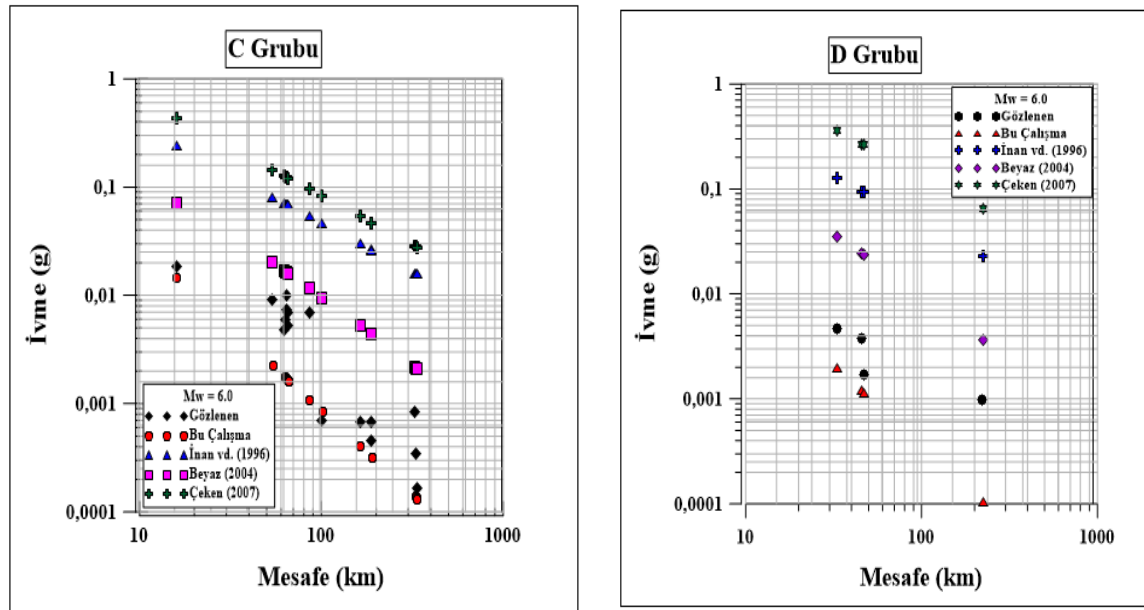 C Grubu
1
0,1
0,01
0,001
0,0001
İvme (g)
Mw = 6.0
Gözlenen
Bu Çalışma
İnan vd. (1996)
Beyaz (2004)
Çeken (2007)
10
100
1000
Mesafe (km)
D Grubu
1
0,1
0,01
0,001
0,0001
İvme (g)
Mw = 6.0
Gözlenen
Bu Çalışma
İnan vd. (1996)
Beyaz (2004)
Çeken (2007)
10
100
1000
Mesafe (km)